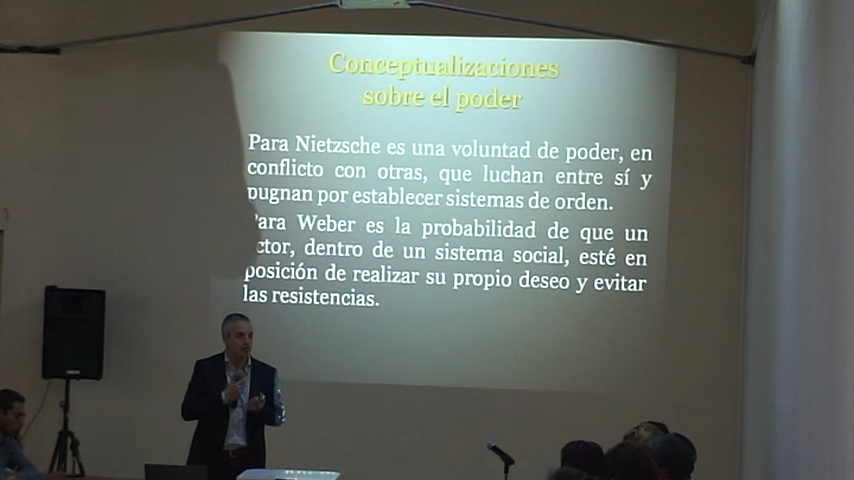 Conceptualizaciones
sobre el poder
Para Nietzsche es una voluntad de poder, en
conflicto con otras, que luchan entre sí y
pugnan por establecer sistemas de orden.
Para Weber es la probabilidad de que un
actor, dentro de un sistema social, esté en
posición de realizar su propio deseo y evitar
las resistencias.